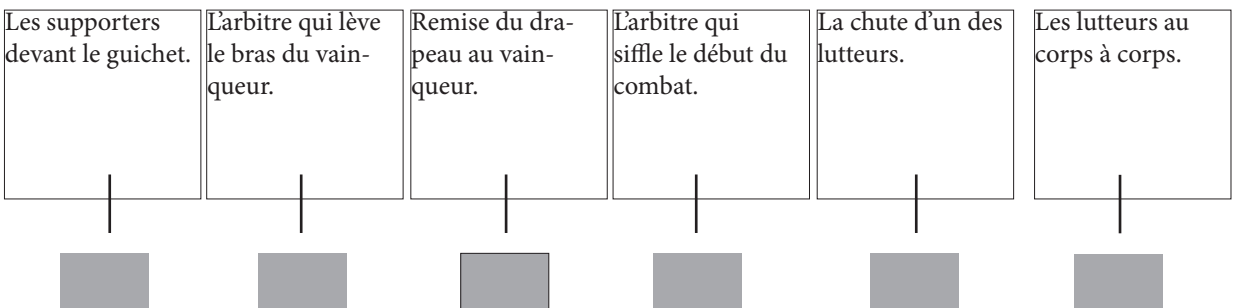 Les supporters
devant le guichet.
L'arbitre qui lève
le bras du vain-
queur.
Remise du dra-
peau au vain-
queur.
L'arbitre qui
siffle le début du
combat.
La chute d'un des
lutteurs.
Les lutteurs au
corps à corps.